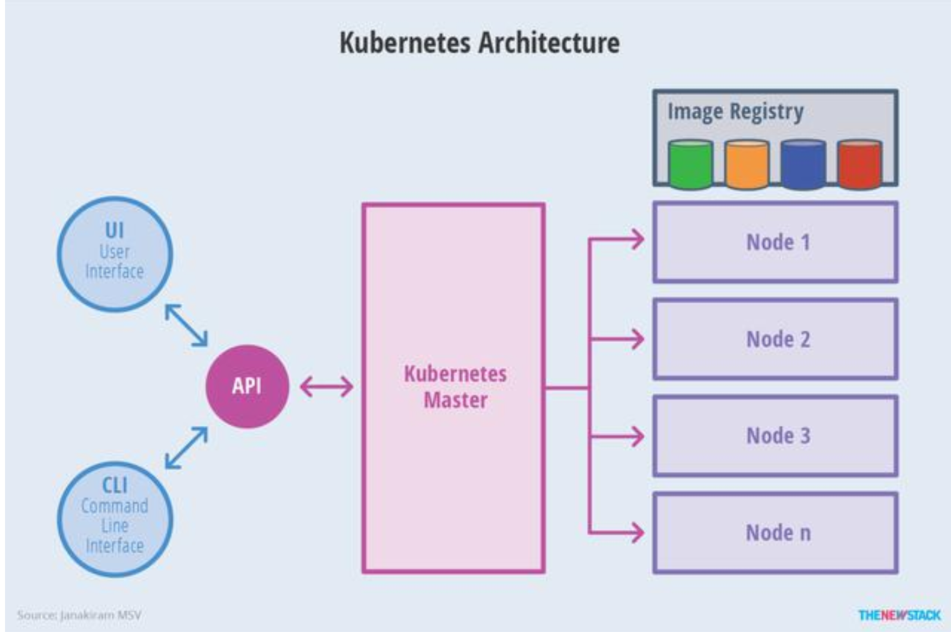 Kubernetes Architecture
Image Registry
UI
User
Interface
Node 1
Node 2
API
Kubernetes
Master
Node 3
CLI
Command
Line
Interface
Node n
Source: Janakiram MSV
THENEWSTACK